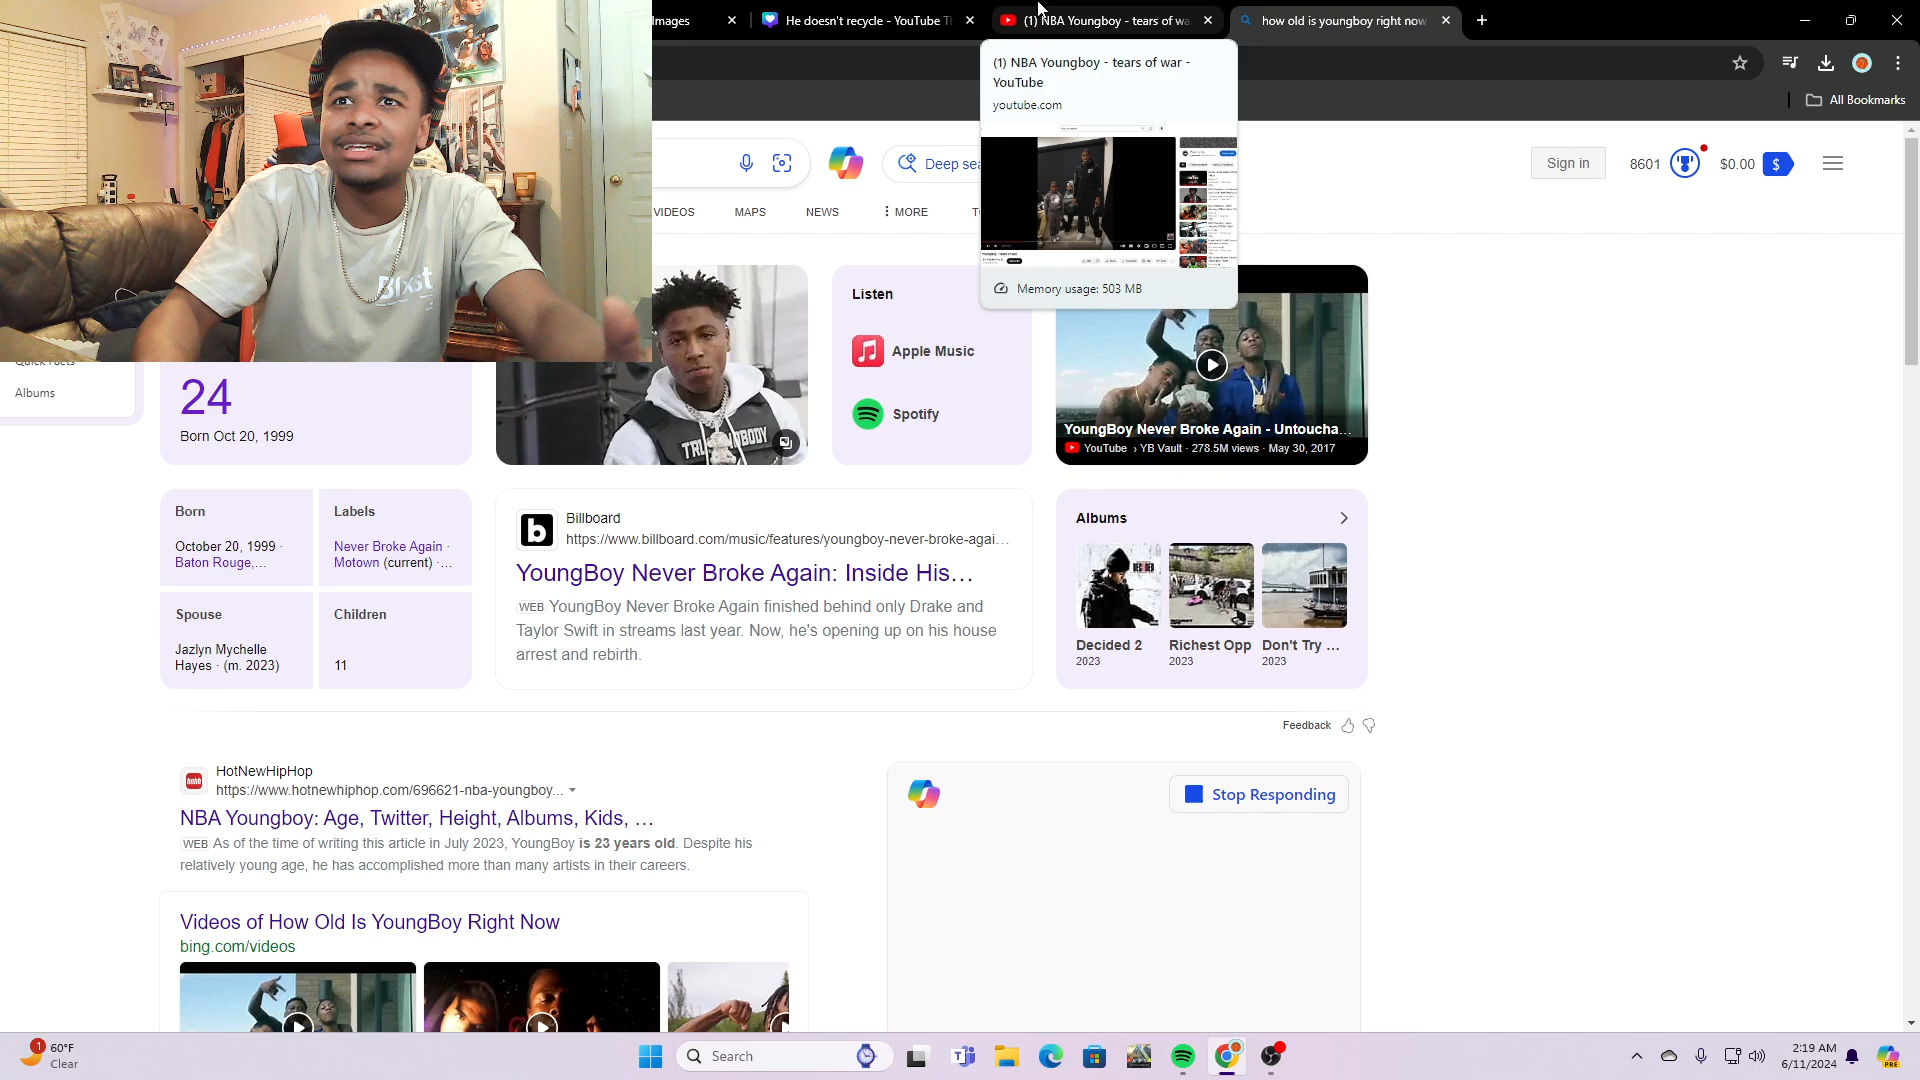 mages
He doesn't recycle - YouTube T
(1) NBA Youngboy - tears of wa
how old is youngboy right now
(1) NBA Youngboy - tears of war -
YouTube
youtube.com
Memory usage: 503 MB
All Bookmarks
Deep sea
Sign in
8601
$0.00
$
VIDEOS
MAPS
NEWS
MORE
Blxst
Quick Facts
Albums
24
Born Oct 20, 1999
Listen
Apple Music
Spotify
YoungBoy Never Broke Again - Untoucha...
YouTube › YB Vault · 278.5M views · May 30, 2017
Born
October 20, 1999 ·
Baton Rouge,...
Labels
Never Broke Again ·
Motown (current) ·...
Spouse
Jazlyn Mychelle
Hayes · (m. 2023)
Children
11
Billboard
https://www.billboard.com/music/features/youngboy-never-broke-agai...
YoungBoy Never Broke Again: Inside His...
WEB YoungBoy Never Broke Again finished behind only Drake and
Taylor Swift in streams last year. Now, he's opening up on his house
arrest and rebirth.
Albums
DECIDED
Decided 2
2023
Richest Opp
2023
Don't Try ...
2023
Feedback
HotNewHipHop
https://www.hotnewhiphop.com/696621-nba-youngboy...
NBA Youngboy: Age, Twitter, Height, Albums, Kids, ...
WEB As of the time of writing this article in July 2023, YoungBoy is 23 years old. Despite his
relatively young age, he has accomplished more than many artists in their careers.
Stop Responding
Videos of How Old Is YoungBoy Right Now
bing.com/videos
1
60°F
Clear
Search
2:19 AM
6/11/2024
PRE